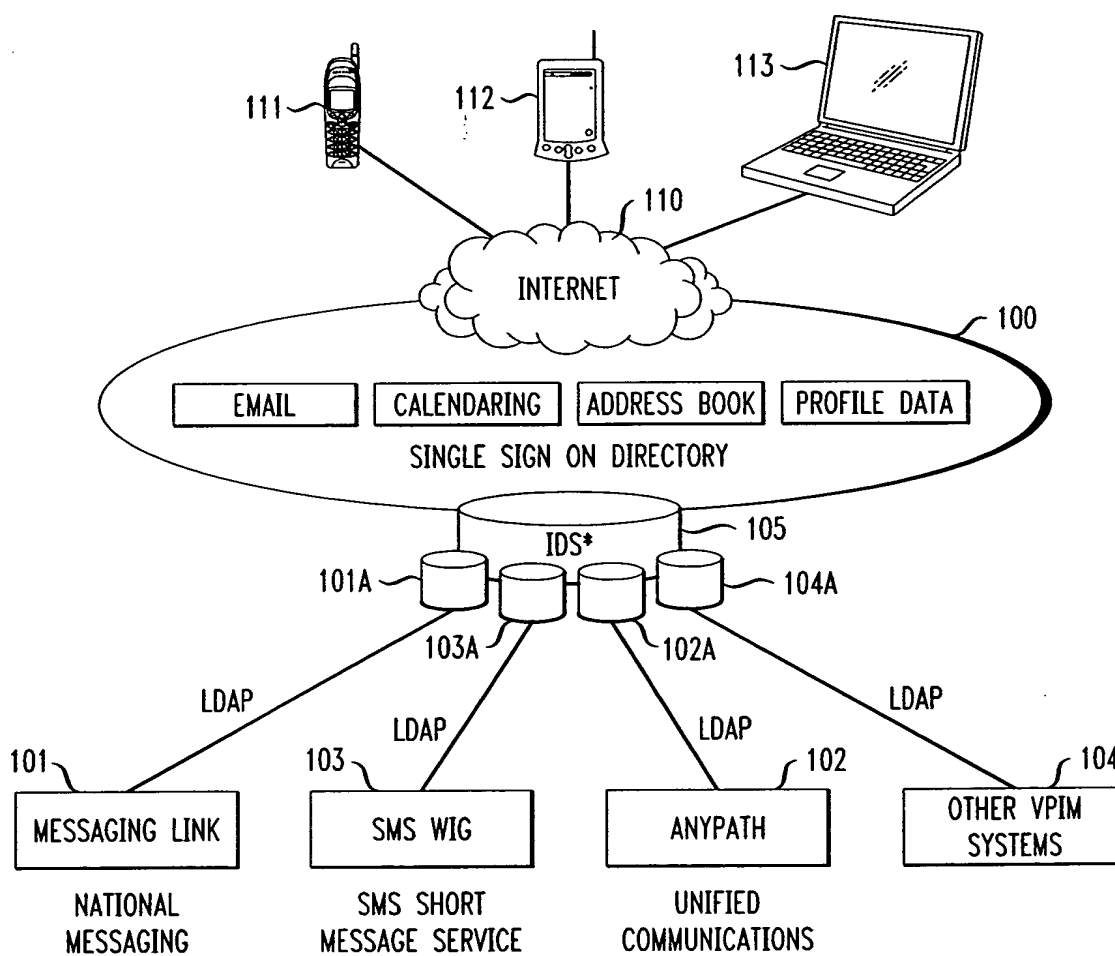 111
112
113
110
INTERNET
100
EMAIL
CALENDARING
ADDRESS BOOK
PROFILE DATA
SINGLE SIGN ON DIRECTORY
105
IDS*
101A
104A
103A
102A
LDAP
LDAP
LDAP
LDAP
101
103
102
104
MESSAGING LINK
SMS WIG
ANYPATH
OTHER VPIM
SYSTEMS
NATIONAL
MESSAGING
SMS SHORT
MESSAGE SERVICE
UNIFIED
COMMUNICATIONS